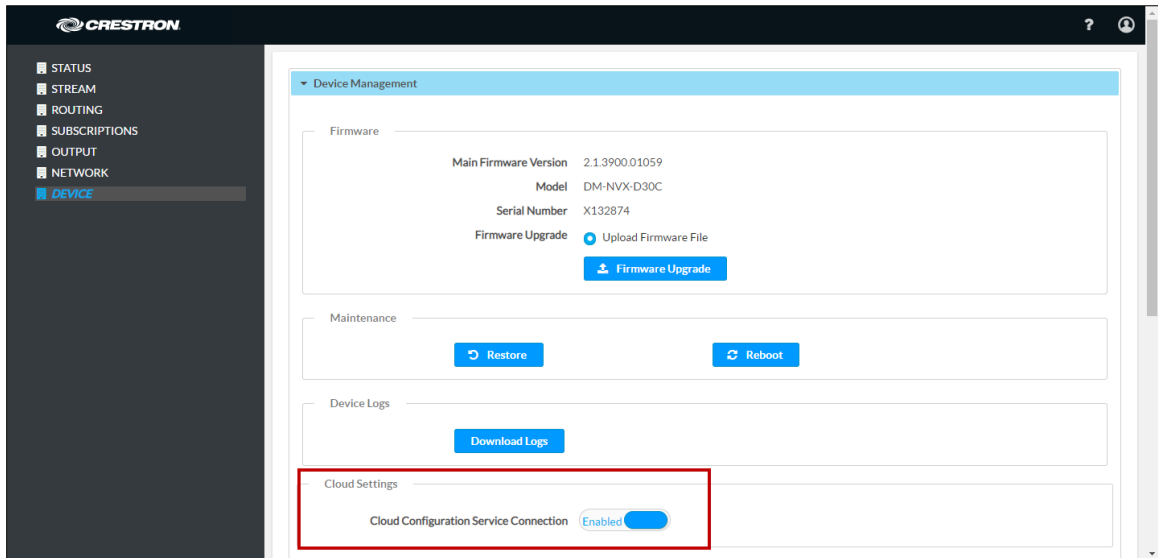 CRESTRON
?
STATUS
STREAM
ROUTING
SUBSCRIPTIONS
OUTPUT
NETWORK
DEVICE
Device Management
Firmware
Main Firmware Version 2.1.3900.01059
Model DM-NVX-D30C
Serial Number X132874
Firmware Upgrade Upload Firmware File
Firmware Upgrade
Maintenance
Restore Reboot
Device Logs
Download Logs
Cloud Settings
Cloud Configuration Service Connection Enabled